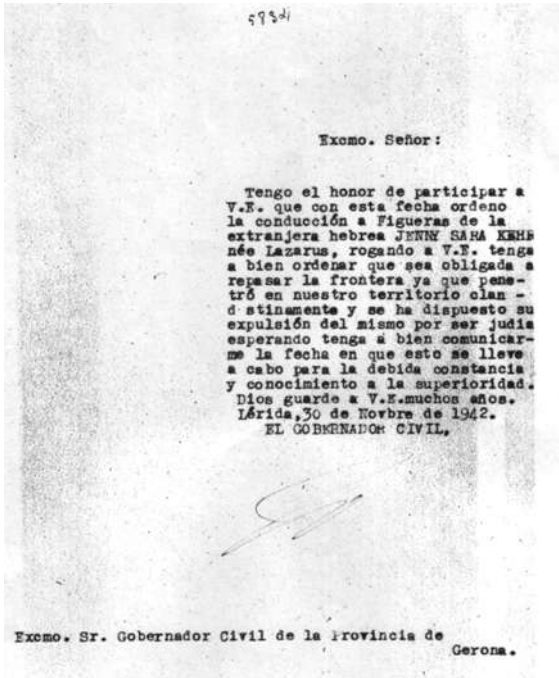 5732
Excmo. Señor:
Tengo el honor de participar a
V.E. que con esta fecha ordeno
la conducción a Figueras de la
extranjera hebrea JENNY SARA KEHR
née Lazarus, rogando a V.E. tenga
a bien ordenar que sea obligada a
repasar la frontera ya que pene-
tró en nuestro territorio clan -
d stinamente y se ha dispuesto su
expulsión del mismo por ser judia
esperando tenga a bien comunicar-
me la fecha en que esto se lleve
a cabo para la debida constancia
y conocimiento a la superioridad.
Dios guarde a V.E.muchos años.
Lérida,30 de Novbre de 1942.
EL GOBERNADOR CIVIL,
Excmo. Sr. Gobernador Civil de la Provincia de
Gerona.